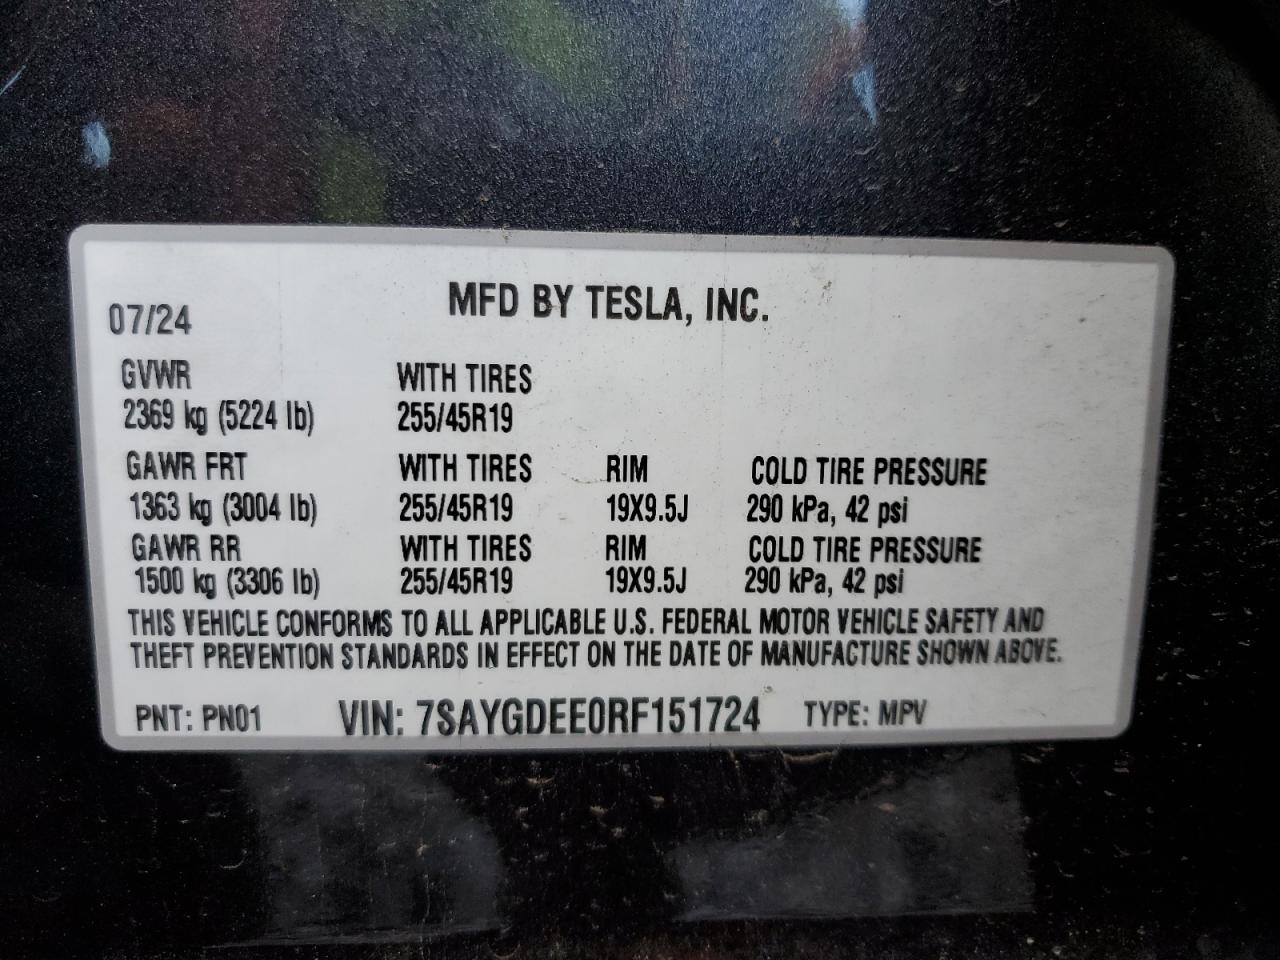 MFD BY TESLA, INC.
07/24
GVWR WITH TIRES
2369 kg (5224 lb) 255/45R19
GAWR FRT WITH TIRES RIM COLD TIRE PRESSURE
1363 kg (3004 lb) 255/45R19 19X9.5J 290 kPa, 42 psi
GAWR RR WITH TIRES RIM COLD TIRE PRESSURE
1500 kg (3306 lb) 255/45R19 19X9.5J 290 kPa, 42 psi
THIS VEHICLE CONFORMS TO ALL APPLICABLE U.S. FEDERAL MOTOR VEHICLE SAFETY AND
THEFT PREVENTION STANDARDS IN EFFECT ON THE DATE OF MANUFACTURE SHOWN ABOVE.
PNT: PN01 VIN: 7SAYGDEE0RF151724 TYPE: MPV